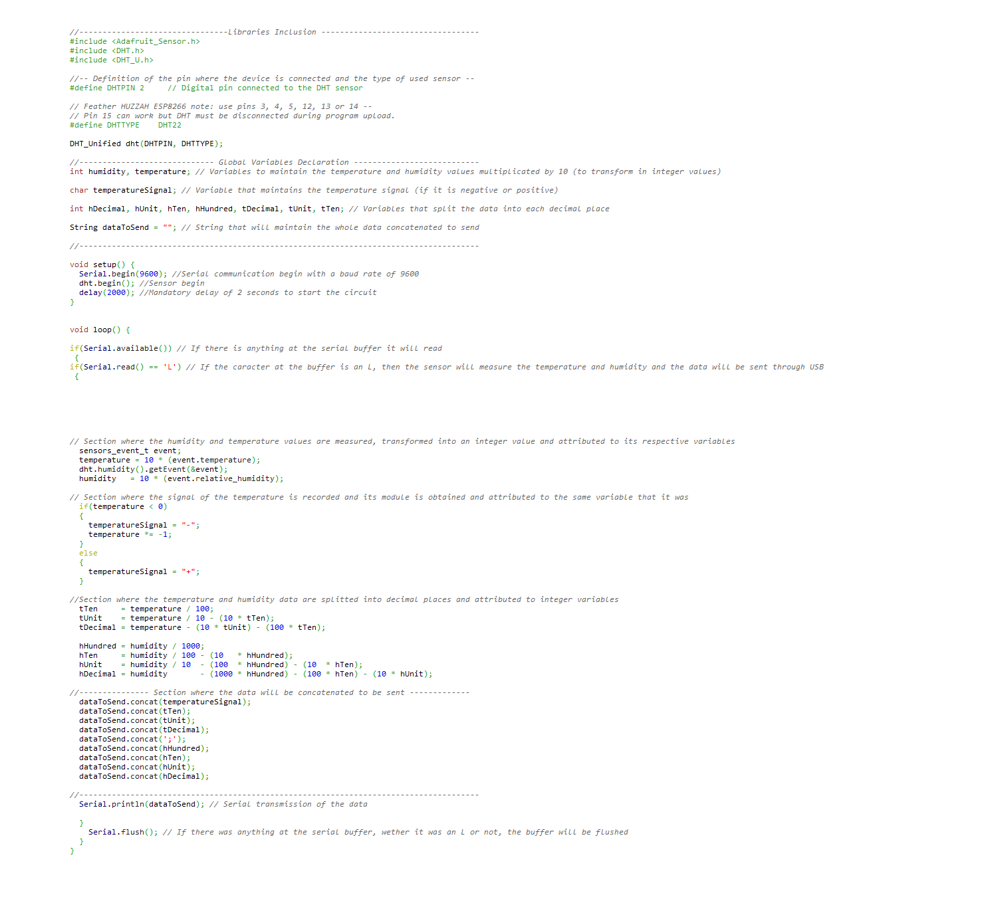 //--------------------------------Libraries Inclusion ----------------------------------
#include <Adafruit_Sensor.h>
#include <DHT.h>
#include <DHT_U.h>
//-- Definition of the pin where the device is connected and the type of used sensor --
#define DHTPIN 2     // Digital pin connected to the DHT sensor
// Feather HUZZAH ESP8266 note: use pins 3, 4, 5, 12, 13 or 14 --
// Pin 15 can work but DHT must be disconnected during program upload.
#define DHTTYPE    DHT22
DHT_Unified dht(DHTPIN, DHTTYPE);
//----------------------------- Global Variables Declaration ---------------------------
int humidity, temperature; // Variables to maintain the temperature and humidity values multiplicated by 10 (to transform in integer values)
char temperatureSignal; // Variable that maintains the temperature signal (if it is negative or positive)
int hDecimal, hUnit, hTen, hHundred, tDecimal, tUnit, tTen; // Variables that split the data into each decimal place
String dataToSend = ""; // String that will maintain the whole data concatenated to send
//--------------------------------------------------------------------------------------
void setup() {
  Serial.begin(9600); //Serial communication begin with a baud rate of 9600
  dht.begin(); //Sensor begin
  delay(2000); //Mandatory delay of 2 seconds to start the circuit
}
void loop() {
if(Serial.available()) // If there is anything at the serial buffer it will read
 {
if(Serial.read() == 'L') // If the caracter at the buffer is an L, then the sensor will measure the temperature and humidity and the data will be sent through USB
 {
// Section where the humidity and temperature values are measured, transformed into an integer value and attributed to its respective variables
  sensors_event_t event;
  temperature = 10 * (event.temperature);
  dht.humidity().getEvent(&event);
  humidity   = 10 * (event.relative_humidity);
// Section where the signal of the temperature is recorded and its module is obtained and attributed to the same variable that it was
  if(temperature < 0)
  {
    temperatureSignal = "-";
    temperature *= -1;
  }
  else
  {
    temperatureSignal = "+";
  }
//Section where the temperature and humidity data are splitted into decimal places and attributed to integer variables
  tTen     = temperature / 100;
  tUnit    = temperature / 10 - (10 * tTen);
  tDecimal = temperature - (10 * tUnit) - (100 * tTen);
  hHundred = humidity / 1000;
  hTen     = humidity / 100 - (10   * hHundred);
  hUnit    = humidity / 10  - (100  * hHundred) - (10  * hTen);
  hDecimal = humidity       - (1000 * hHundred) - (100 * hTen) - (10 * hUnit);
//--------------- Section where the data will be concatenated to be sent -------------
  dataToSend.concat(temperatureSignal);
  dataToSend.concat(tTen);
  dataToSend.concat(tUnit);
  dataToSend.concat(tDecimal);
  dataToSend.concat(';');
  dataToSend.concat(hHundred);
  dataToSend.concat(hTen);
  dataToSend.concat(hUnit);
  dataToSend.concat(hDecimal);
//--------------------------------------------------------------------------------------
  Serial.println(dataToSend); // Serial transmission of the data
  }
    Serial.flush(); // If there was anything at the serial buffer, wether it was an L or not, the buffer will be flushed
  }
}